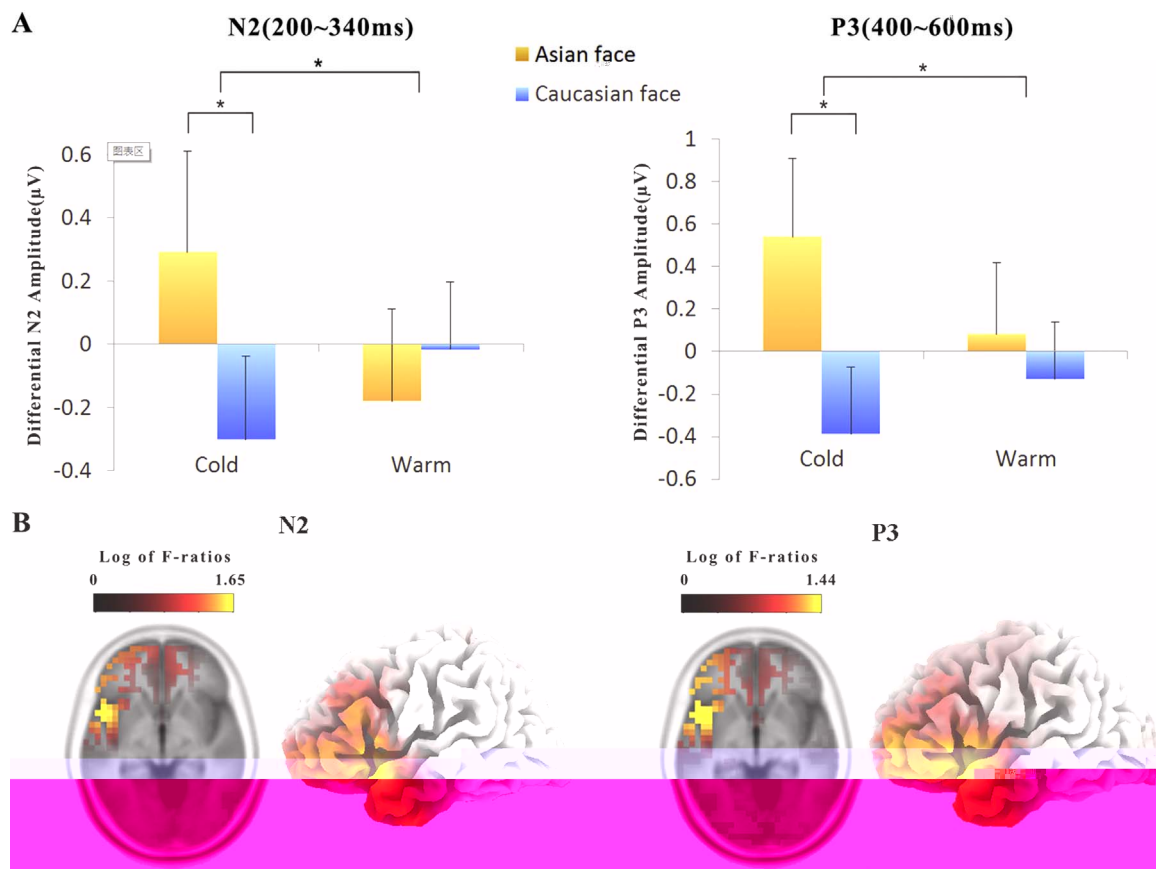 A
N2(200~340ms)
P3(400~600ms)
Asian face
Caucasian face
*
*
*
*
Differential N2 Amplitude(μV)
0.6
0.4
0.2
0
-0.2
-0.4
图表区
Cold
Warm
Differential P3 Amplitude(μV)
1
0.8
0.6
0.4
0.2
0
-0.2
-0.4
-0.6
Cold
Warm
B
N2
P3
Log of F-ratios
0
1.65
Log of F-ratios
0
1.44